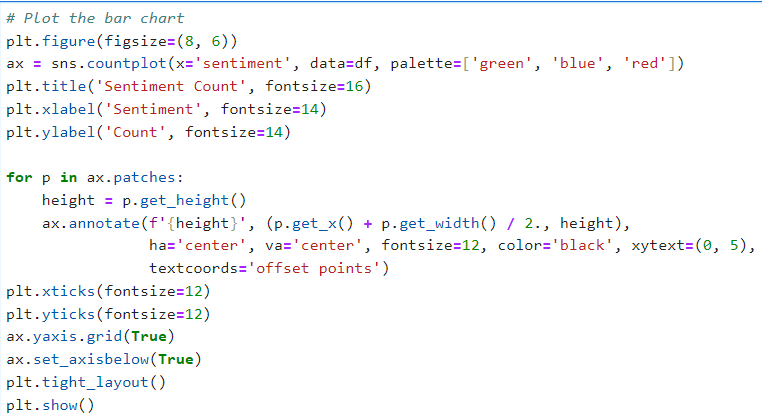 # Plot the bar chart
plt.figure(figsize=(8, 6))
ax = sns.countplot(x='sentiment', data=df, palette=['green', 'blue', 'red'])
plt.title('Sentiment Count', fontsize=16)
plt.xlabel('Sentiment', fontsize=14)
plt.ylabel('Count', fontsize=14)

for p in ax.patches:
    height = p.get_height()
    ax.annotate(f'{height}', (p.get_x() + p.get_width() / 2., height),
                ha='center', va='center', fontsize=12, color='black', xytext=(0, 5),
                textcoords='offset points')
plt.xticks(fontsize=12)
plt.yticks(fontsize=12)
ax.yaxis.grid(True)
ax.set_axisbelow(True)
plt.tight_layout()
plt.show()